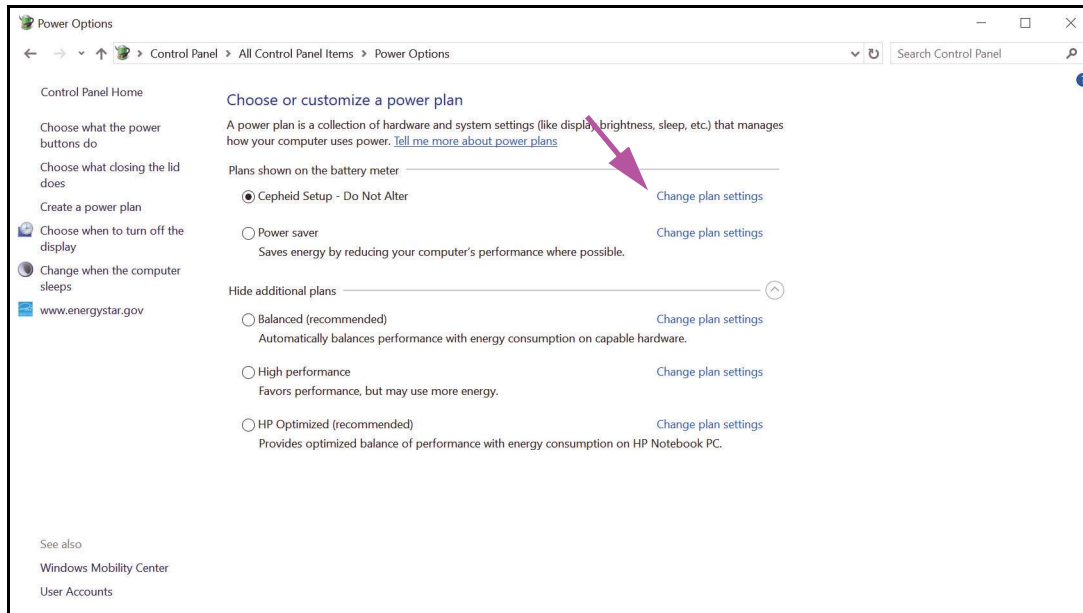 Power Options
Control Panel > All Control Panel Items > Power Options
Search Control Panel
Control Panel Home
Choose what the power
buttons do
Choose what closing the lid
does
Create a power plan
Choose when to turn off the
display
Change when the computer
sleeps
www.energystar.gov
Choose or customize a power plan
A power plan is a collection of hardware and system settings (like display brightness, sleep, etc.) that manages
how your computer uses power. Tell me more about power plans
Plans shown on the battery meter
Cepheid Setup - Do Not Alter Change plan settings
Power saver Change plan settings
Saves energy by reducing your computer's performance where possible.
Hide additional plans
Balanced (recommended) Change plan settings
Automatically balances performance with energy consumption on capable hardware.
High performance Change plan settings
Favors performance, but may use more energy.
HP Optimized (recommended) Change plan settings
Provides optimized balance of performance with energy consumption on HP Notebook PC.
See also
Windows Mobility Center
User Accounts